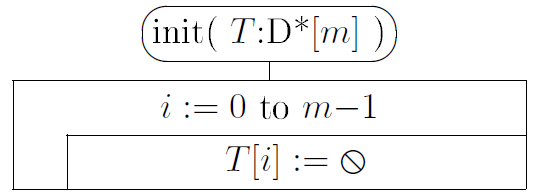 init( T:D*[m] )
i := 0 to m−1
T[i] := ⦸